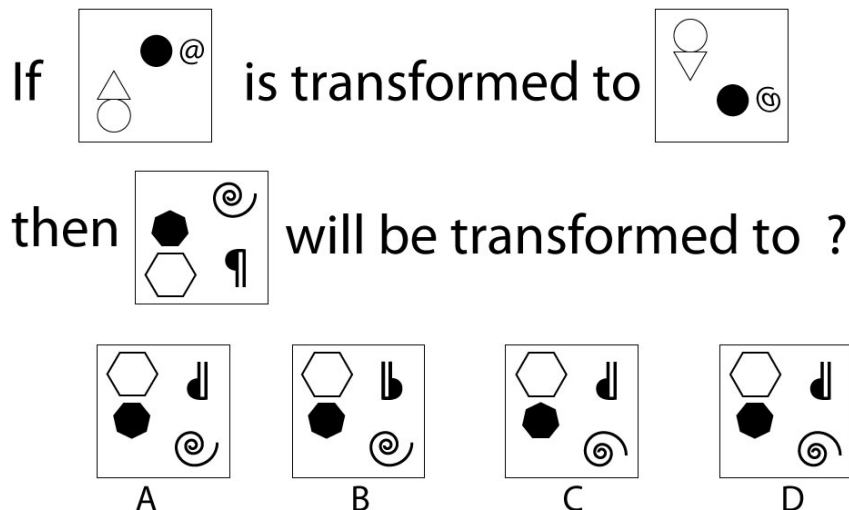 If @ is transformed to @
then ¶ will be transformed to ?
A B C D